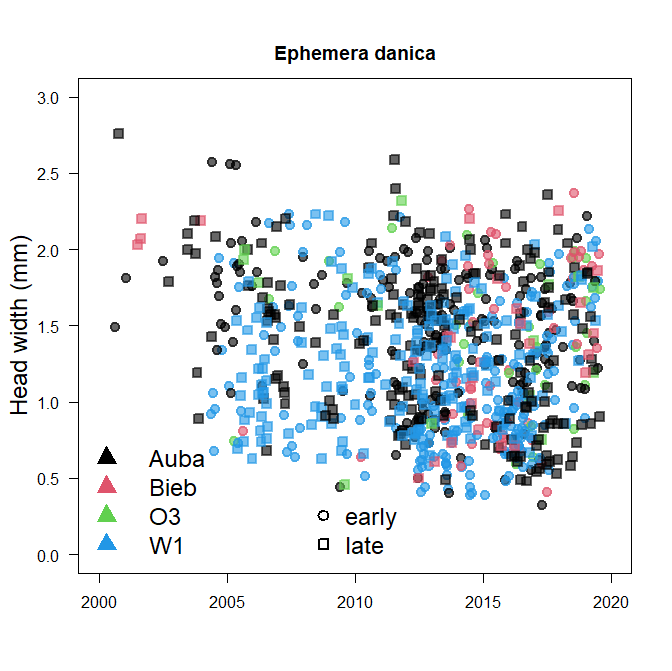 Ephemera danica
Head width (mm)
3.0
2.5
2.0
1.5
1.0
0.5
0.0
Auba
Bieb
O3
W1
early
late
2000
2005
2010
2015
2020